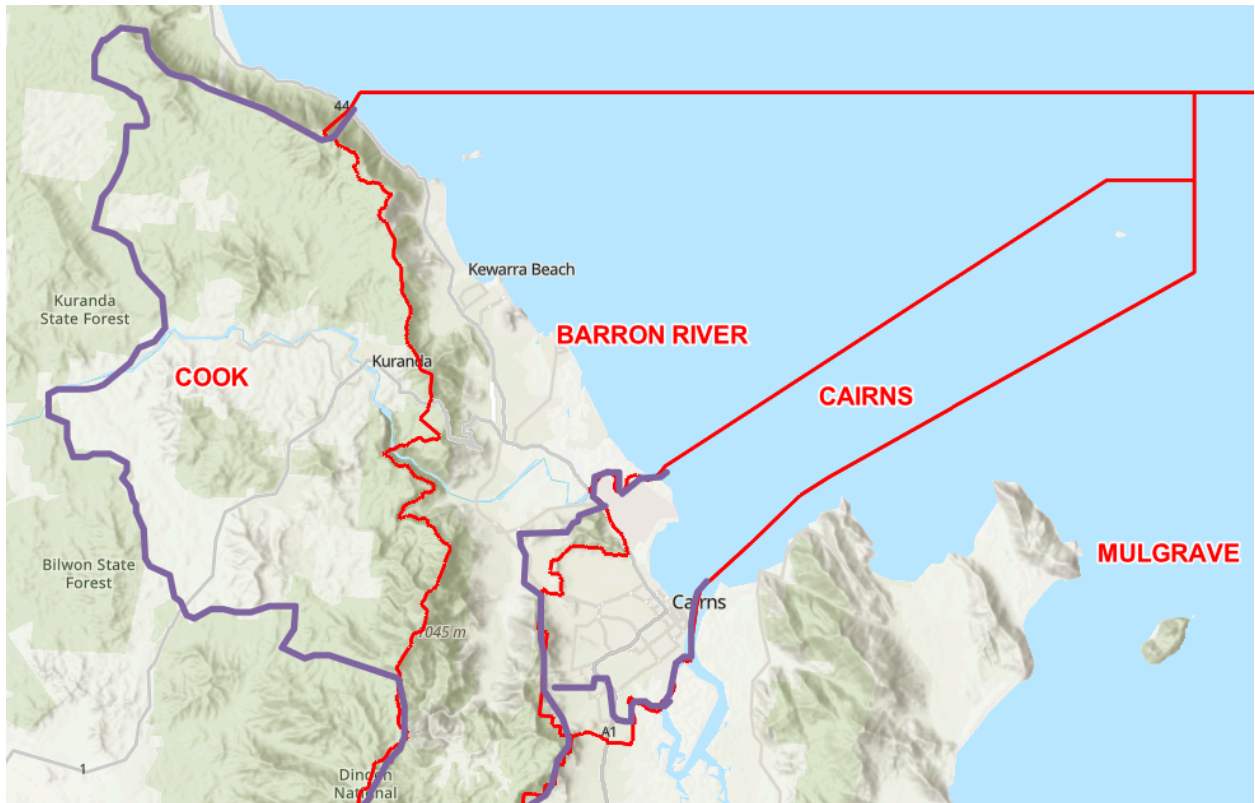 44
Kewarra Beach
Kuranda
State Forest
BARRON RIVER
Kuranda
COOK
CAIRNS
Bilwon State
Forest
MULGRAVE
Cairns
1045 m
A1
1
Dinden
National